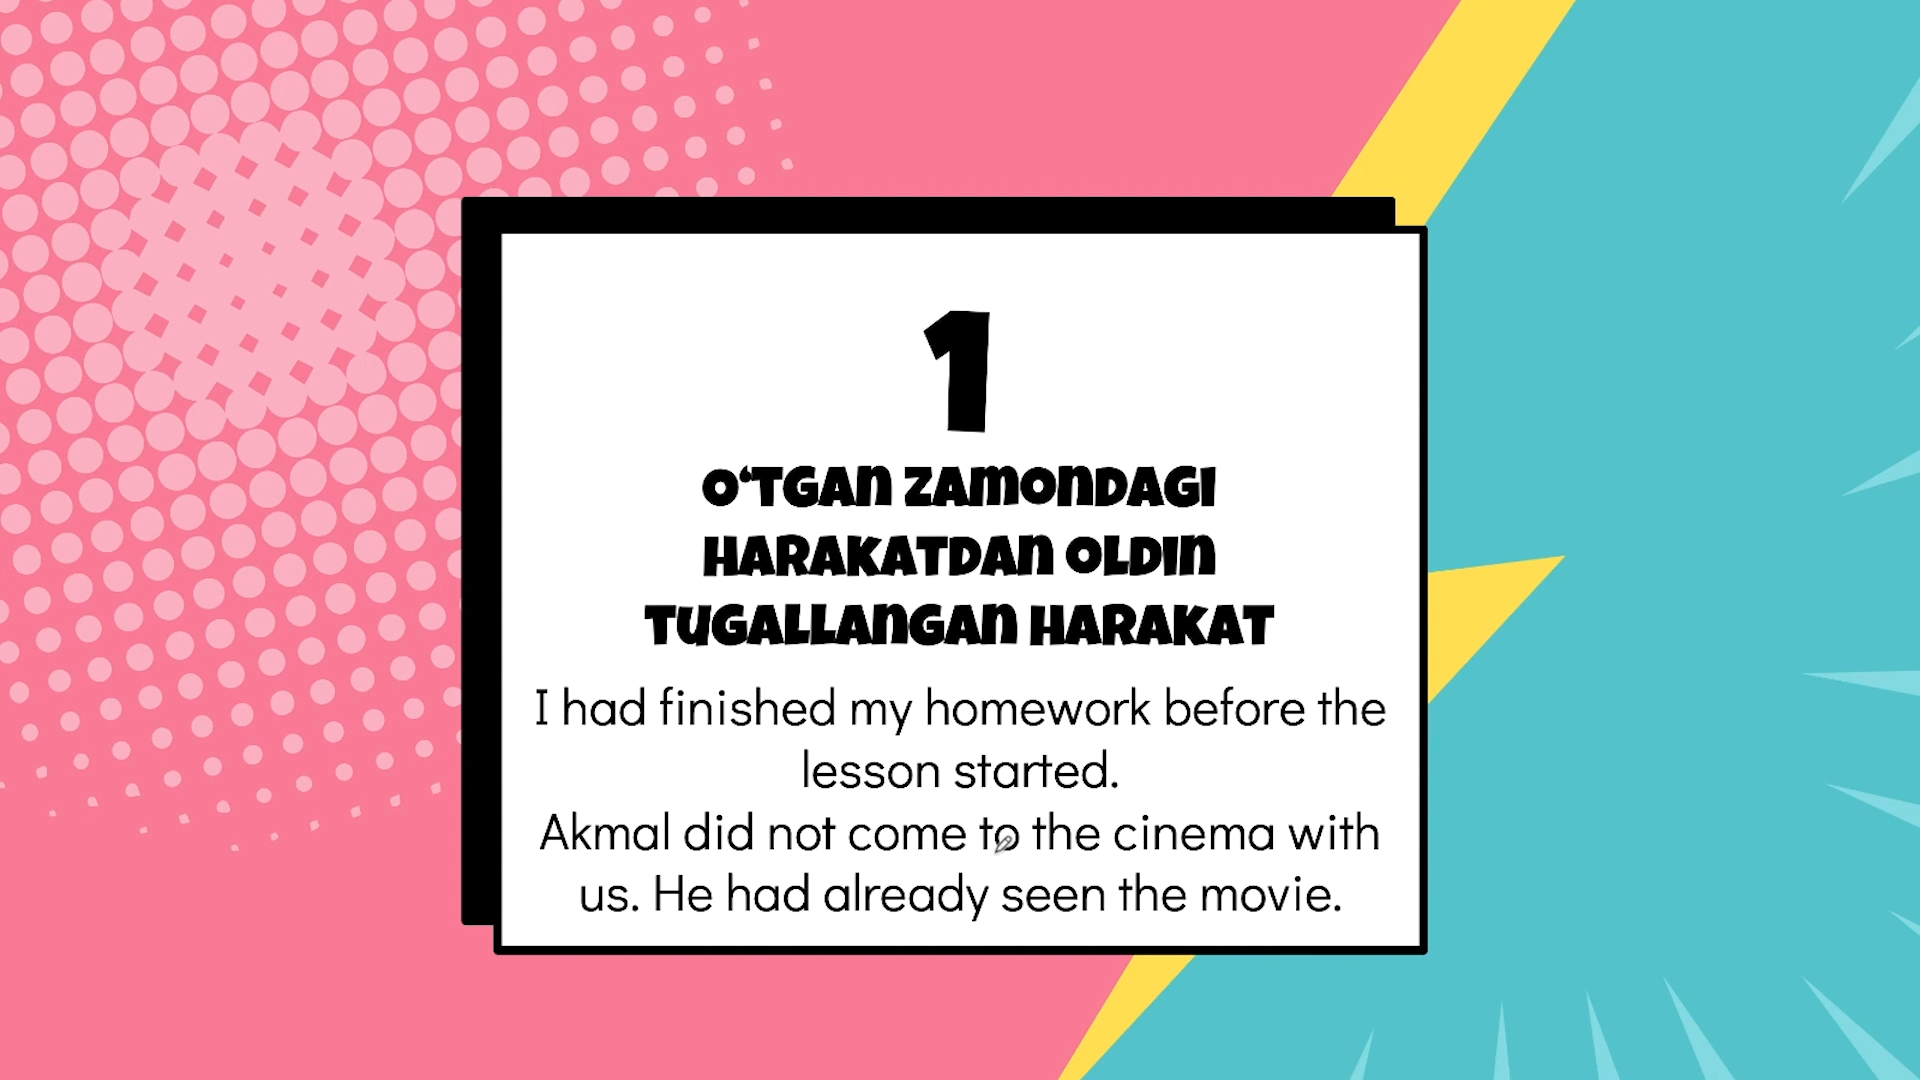 1
O‘TGAN ZAMONDAGI
HARAKATDAN OLDIN
TUGALLANGAN HARAKAT
I had finished my homework before the
lesson started.
Akmal did not come to the cinema with
us. He had already seen the movie.